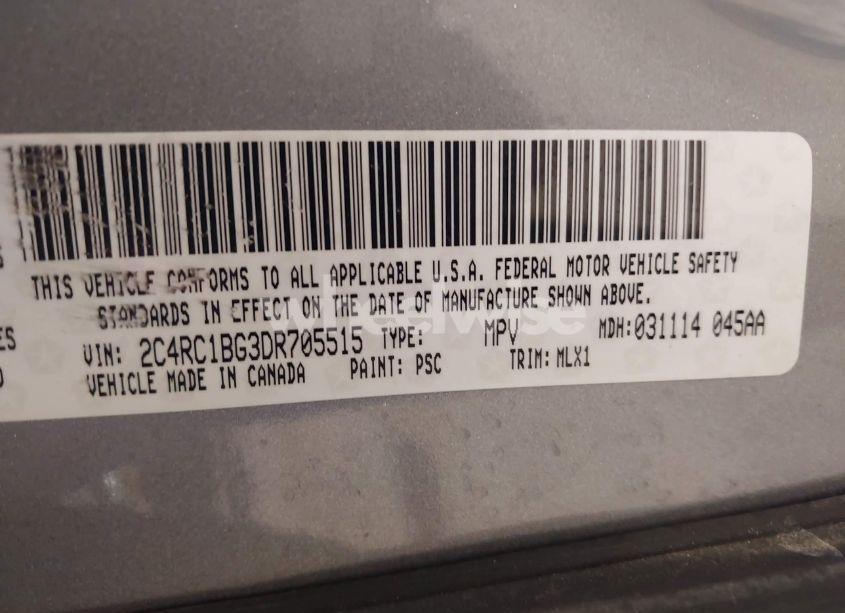 THIS VEHICLE CONFORMS TO ALL APPLICABLE U.S.A. FEDERAL MOTOR VEHICLE SAFETY
STANDARDS IN EFFECT ON THE DATE OF MANUFACTURE SHOWN ABOVE.
VIN: 2C4RC1BG3DR705515 TYPE: MPV MDH:031114 045AA
VEHICLE MADE IN CANADA PAINT: PSC TRIM: MLX1
wheelwise